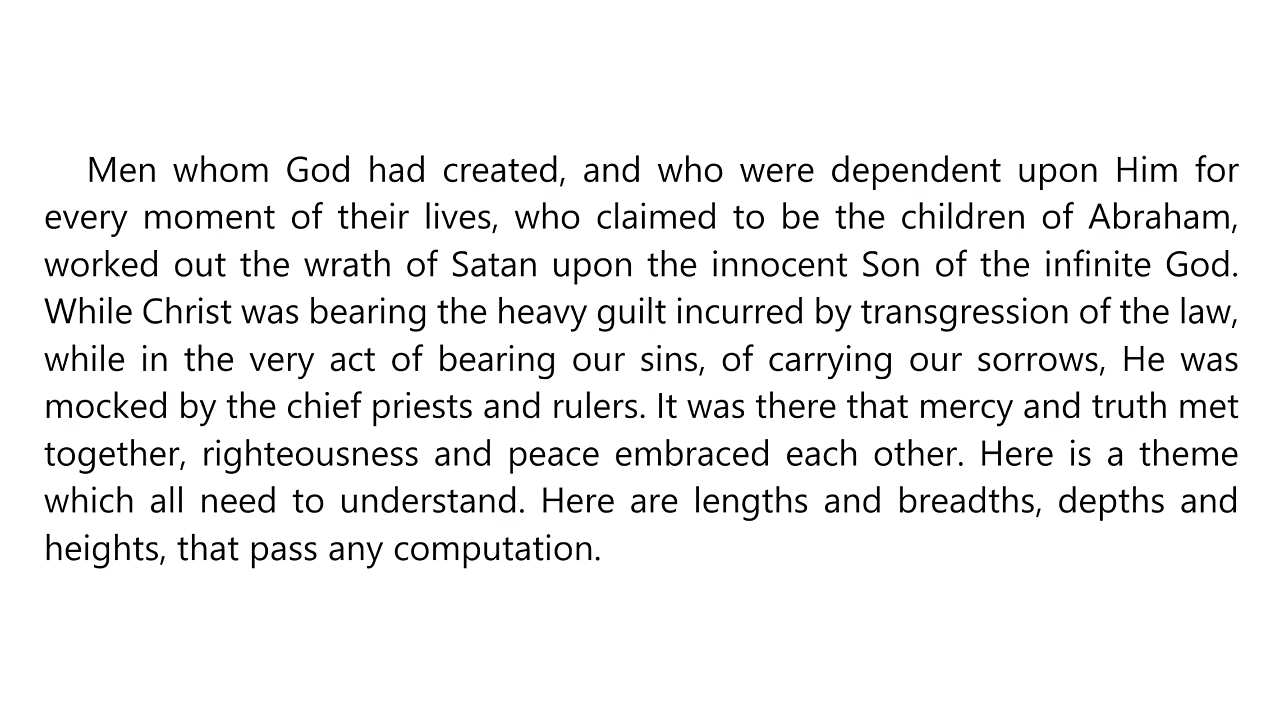 Men whom God had created, and who were dependent upon Him for
every moment of their lives, who claimed to be the children of Abraham,
worked out the wrath of Satan upon the innocent Son of the infinite God.
While Christ was bearing the heavy guilt incurred by transgression of the law,
while in the very act of bearing our sins, of carrying our sorrows, He was
mocked by the chief priests and rulers. It was there that mercy and truth met
together, righteousness and peace embraced each other. Here is a theme
which all need to understand. Here are lengths and breadths, depths and
heights, that pass any computation.